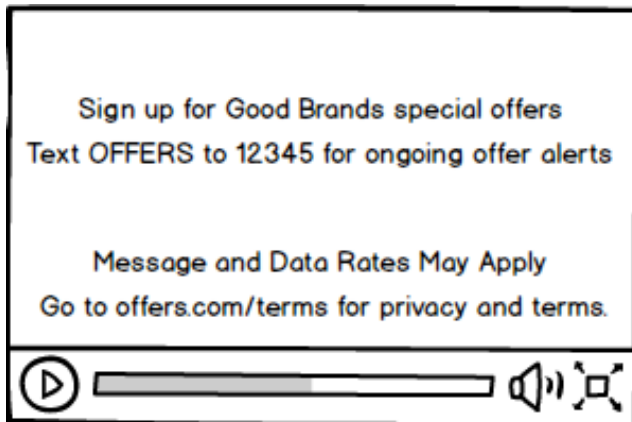 Sign up for Good Brands special offers
Text OFFERS to 12345 for ongoing offer alerts
Message and Data Rates May Apply
Go to offers.com/terms for privacy and terms.